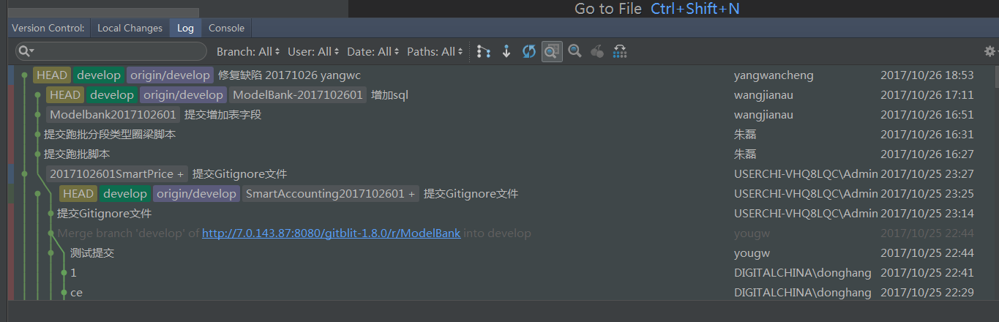 Go to File Ctrl+Shift+N
Version Control: Local Changes Log Console
Branch: All User: All Date: All Paths: All
HEAD develop origin/develop 修复缺陷 20171026 yangwc yangwancheng 2017/10/26 18:53
HEAD develop origin/develop ModelBank-2017102601 增加sql wangjianau 2017/10/26 17:11
Modelbank2017102601 提交增加表字段 wangjianau 2017/10/26 16:51
提交跑批分段类型圈梁脚本 朱磊 2017/10/26 16:31
提交跑批脚本 朱磊 2017/10/26 16:27
2017102601SmartPrice + 提交Gitignore文件 USERCHI-VHQ8LQC\Admin 2017/10/25 23:27
HEAD develop origin/develop SmartAccounting2017102601 + 提交Gitignore文件 USERCHI-VHQ8LQC\Admin 2017/10/25 23:25
提交Gitignore文件 USERCHI-VHQ8LQC\Admin 2017/10/25 23:14
Merge branch 'develop' of http://7.0.143.87:8080/gitblit-1.8.0/r/ModelBank into develop yougw 2017/10/25 22:44
测试提交 yougw 2017/10/25 22:44
1 DIGITALCHINA\donghang 2017/10/25 22:41
ce DIGITALCHINA\donghang 2017/10/25 22:29